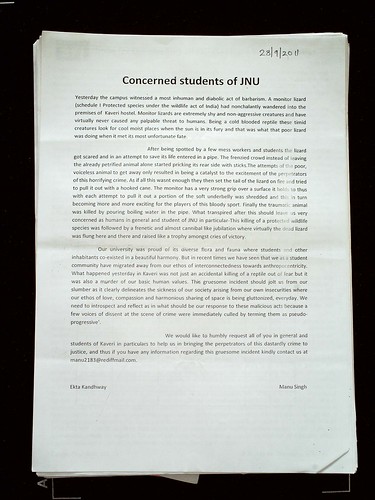 28/9/2011
Concerned students of JNU
Yesterday the campus witnessed a most inhuman and diabolic act of barbarism. A monitor lizard
(schedule I Protected species under the wildlife act of India) had nonchalantly wandered into the
premises of Kaveri hostel. Monitor lizards are extremely shy and non-aggressive creatures and have
virtually never caused any palpable threat to humans. Being a cold blooded reptile these timid
creatures look for cool moist places when the sun is in its fury and that was what that poor lizard
was doing when it met its most unfortunate fate.
After being spotted by a few mess workers and students the lizard
got scared and in an attempt to save its life entered in a pipe. The frenzied crowd instead of leaving
the already petrified animal alone started pricking its rear side with sticks.The attempts of the poor,
voiceless animal to get away only resulted in being a catalyst to the excitement of the perpetrators
of this horrifying crime. As if all this wasnt enough they then set the tail of the lizard on fire and tried
to pull it out with a hooked cane. The monitor has a very strong grip over a surface it holds so thus
with each attempt to pull it out a portion of the soft underbelly was shredded and this in turn
becoming more and more exciting for the players of this bloody sport. Finally the traumatic animal
was killed by pouring boiling water in the pipe. What transpired after this should leave us very
concerned as humans in general and student of JNU in particular-This killing of a protected wildlife
species was followed by a frenetic and almost cannibal like jubilation where virtually the dead lizard
was flung here and there and raised like a trophy amongst cries of victory.
Our university was proud of its diverse flora and fauna where students and other
inhabitants co-existed in a beautiful harmony. But in recent times we have seen that we as a student
community have migrated away from our ethos of interconnectedness towards anthropocentricity.
What happened yesterday in Kaveri was not just an accidental killing of a reptile out of fear but it
was also a murder of our basic human values. This gruesome incident should jolt us from our
slumber as it clearly demonstrates the sickness of our society arising from our own insecurities where
our ethos of love, compassion and harmonious sharing of space is being gluttonized, everyday. We
need to introspect and reflect as in what should be our response to these malicious acts because a
few voices of dissent at the scene of crime were immediately culled by terming them as pseudo-
progressive'
We would like to humbly request all of you in general and
students of Kaveri in particulars to help us in bringing the perpetrators of this dastardly crime to
justice, and thus if you have any information regarding this gruesome incident kindly contact us at
manu2183@rediffmail.com.
Ekta Kandhway Manu Singh